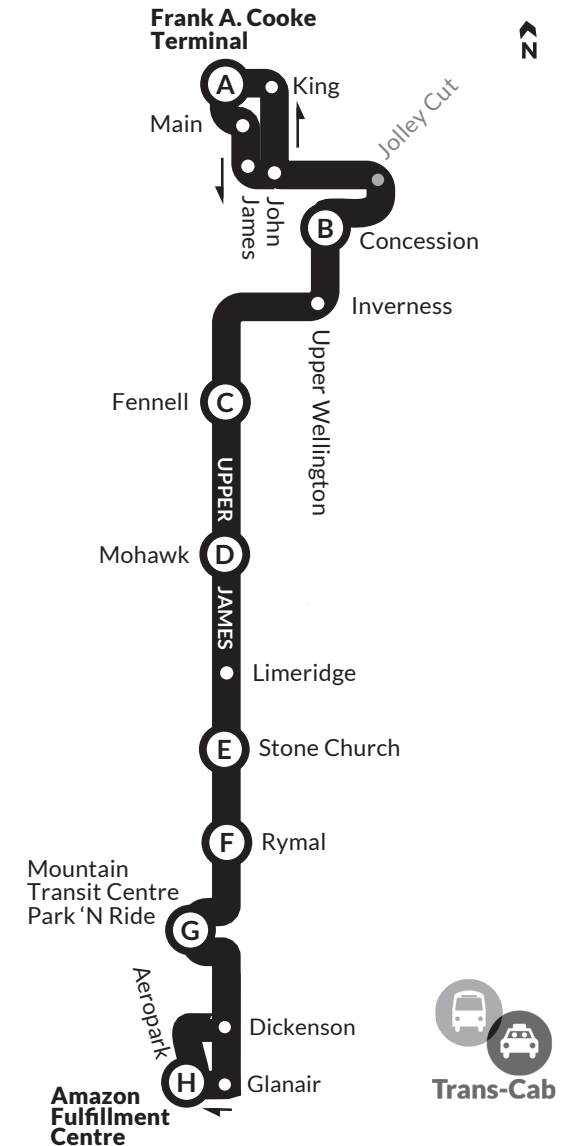 Frank A. Cooke
Terminal
N
A
King
Main
Jolley Cut
James
John
B
Concession
Inverness
Upper Wellington
Fennell
C
UPPER
Mohawk
D
JAMES
Limeridge
E
Stone Church
F
Rymal
Mountain
Transit Centre
Park ‘N Ride
G
Aeropark
Dickenson
H
Glanair
Amazon
Fulfillment
Centre
Trans-Cab